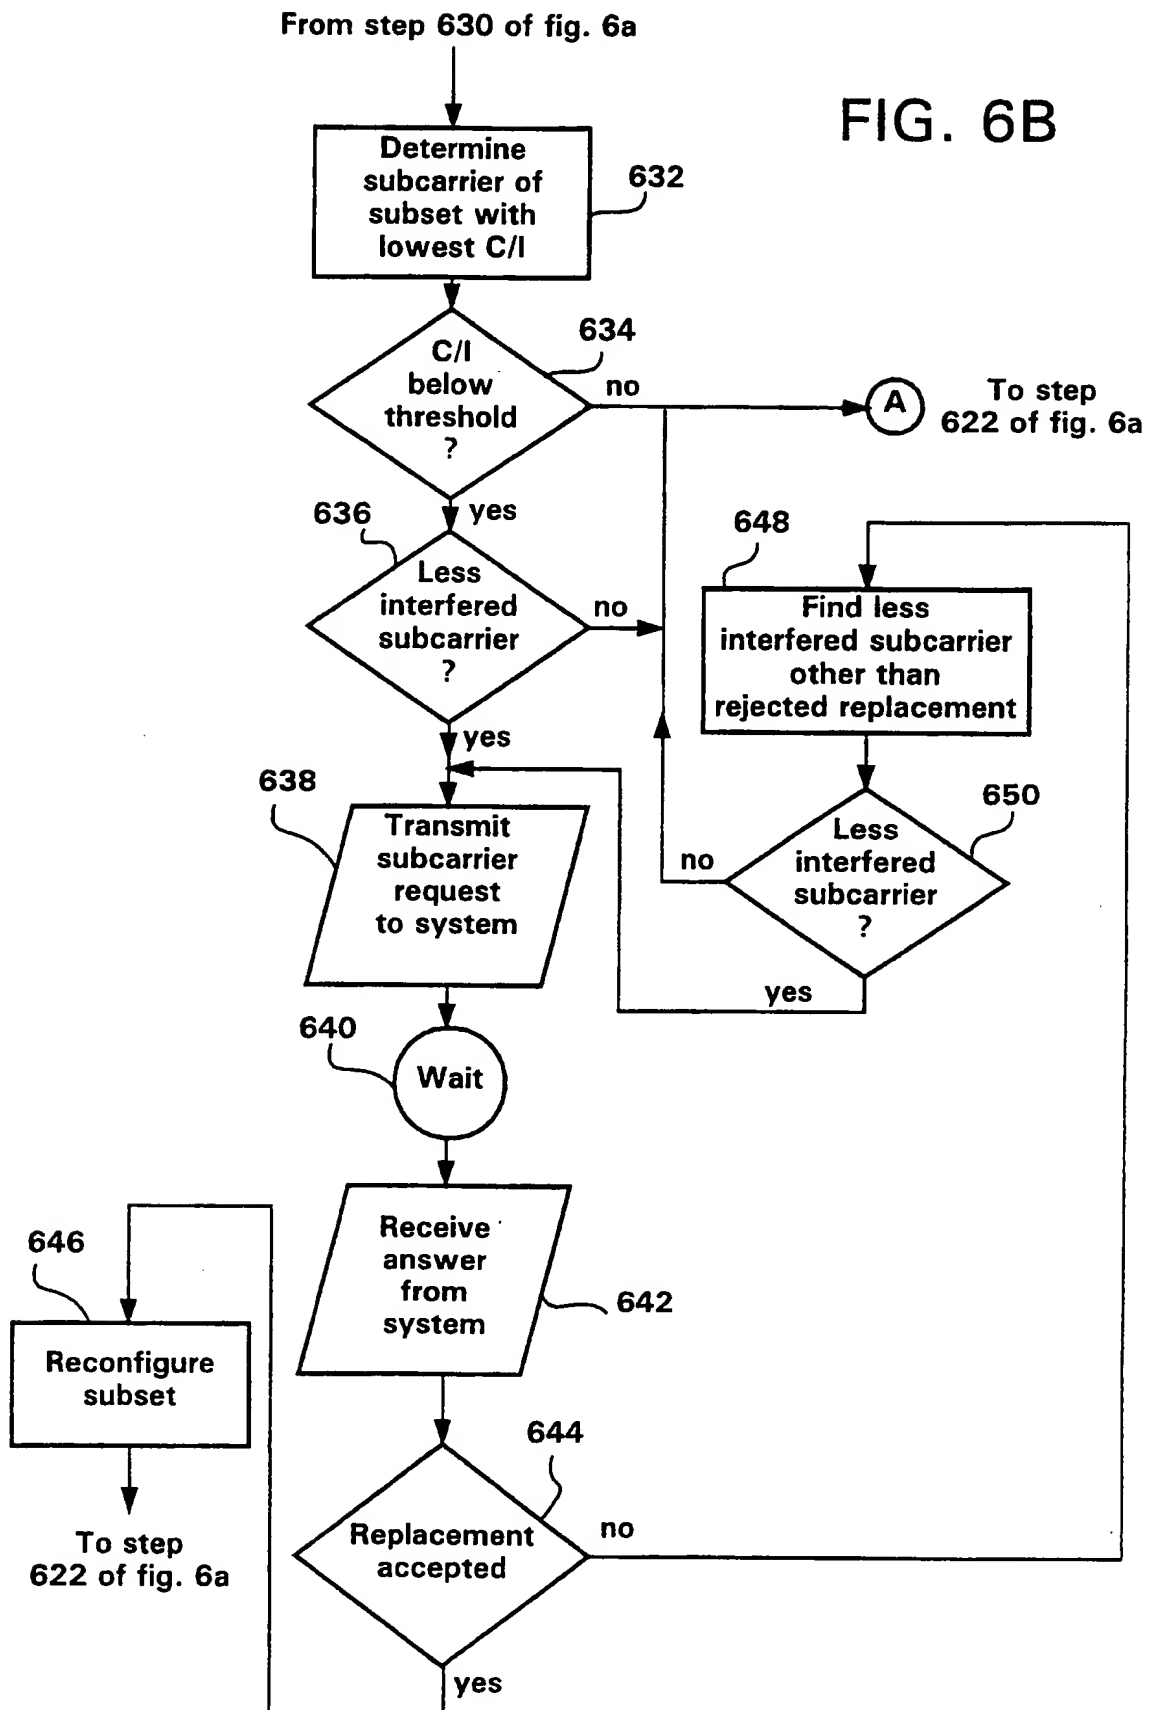 From step 630 of fig. 6a
FIG. 6B
Determine
subcarrier of
subset with
lowest C/I
632
C/I
below
threshold
?
634
no
A
To step
622 of fig. 6a
yes
636
Less
interfered
subcarrier
?
no
648
Find less
interfered subcarrier
other than
rejected replacement
yes
638
Transmit
subcarrier
request
to system
650
Less
interfered
subcarrier
?
no
yes
640
Wait
Receive
answer
from
system
642
646
Reconfigure
subset
To step
622 of fig. 6a
644
Replacement
accepted
no
yes